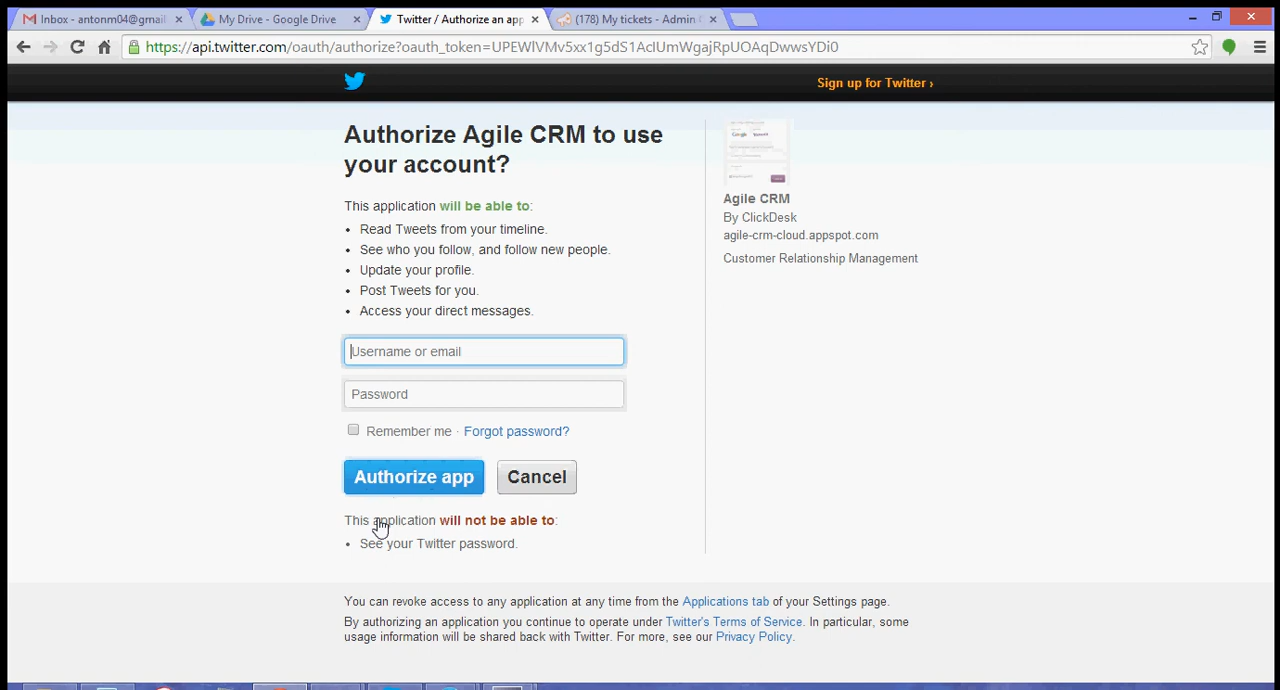 Inbox - antonm04@gmail
My Drive - Google Drive
Twitter / Authorize an app
(178) My tickets - Admin
https://api.twitter.com/oauth/authorize?oauth_token=UPEWlVMv5xx1g5dS1AcIUmWgajRpUOAqDwwsYDi0
Sign up for Twitter ›
Authorize Agile CRM to use
your account?
This application will be able to:
• Read Tweets from your timeline.
• See who you follow, and follow new people.
• Update your profile.
• Post Tweets for you.
• Access your direct messages.
Username or email
Password
Remember me · Forgot password?
Authorize app
Cancel
This application will not be able to:
• See your Twitter password.
Agile CRM
By ClickDesk
agile-crm-cloud.appspot.com
Customer Relationship Management
You can revoke access to any application at any time from the Applications tab of your Settings page.
By authorizing an application you continue to operate under Twitter's Terms of Service. In particular, some
usage information will be shared back with Twitter. For more, see our Privacy Policy.